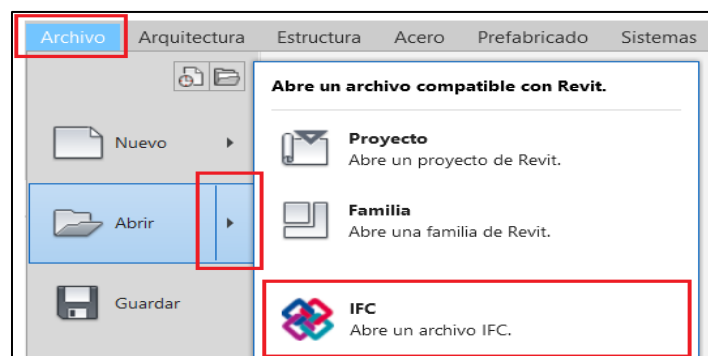 Archivo Arquitectura Estructura Acero Prefabricado Sistemas
Abre un archivo compatible con Revit.
Nuevo
Proyecto
Abre un proyecto de Revit.
Abrir
Familia
Abre una familia de Revit.
Guardar
IFC
Abre un archivo IFC.